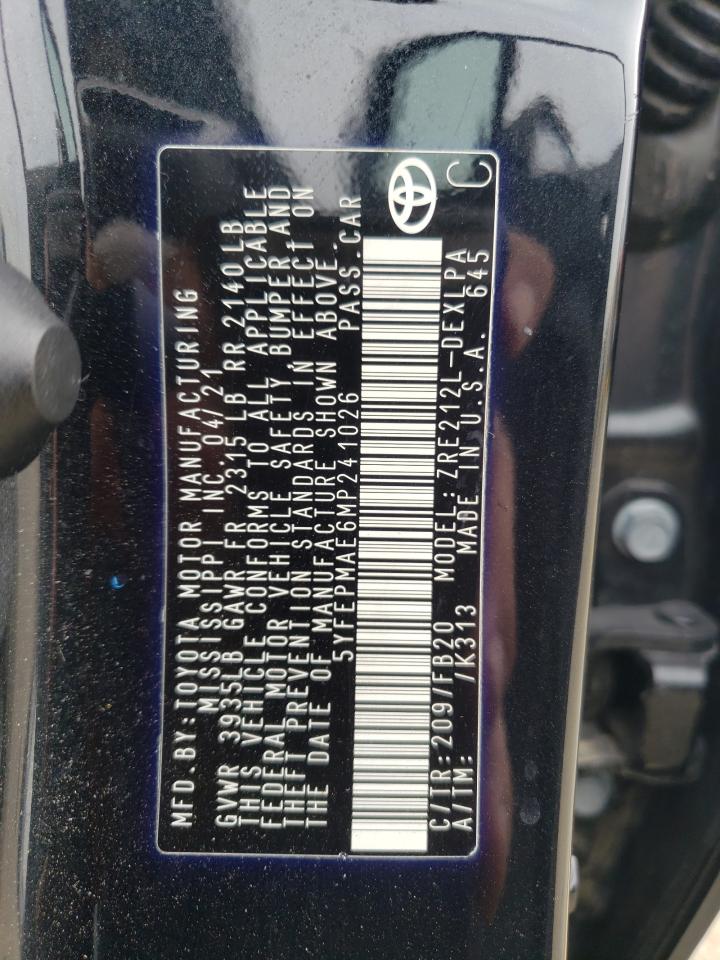 MFD.BY:TOYOTA MOTOR MANUFACTURING
MISSISSIPPI INC.04/21
GVWR 3935LB GAWR FR 2315 LB RR 2140LB
THIS VEHICLE CONFORMS TO ALL APPLICABLE
FEDERAL MOTOR VEHICLE SAFETY BUMPER AND
THEFT PREVENTION STANDARDS IN EFFECT ON
THE DATE OF MANUFACTURE SHOWN ABOVE.
5YFEPMAE6MP241026 PASS.CAR
C/TR:209/FB20 MODEL:ZRE212L-DEXLPA
A/TM: /K313 MADE IN U.S.A. 645
C